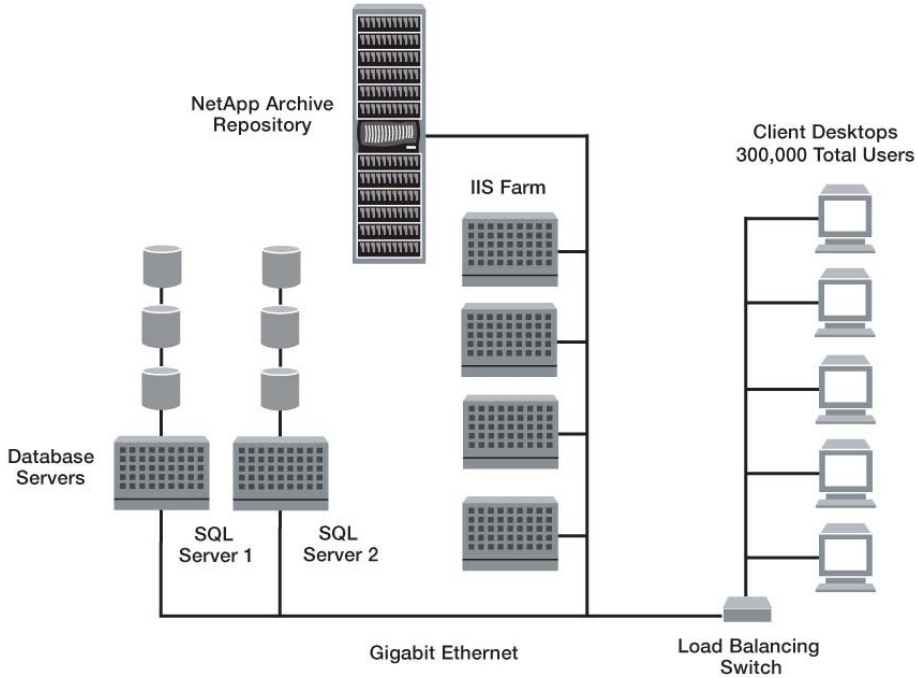 NetApp Archive
Repository
Client Desktops
300,000 Total Users
IIS Farm
Database
Servers
SQL
Server 1
SQL
Server 2
Gigabit Ethernet
Load Balancing
Switch